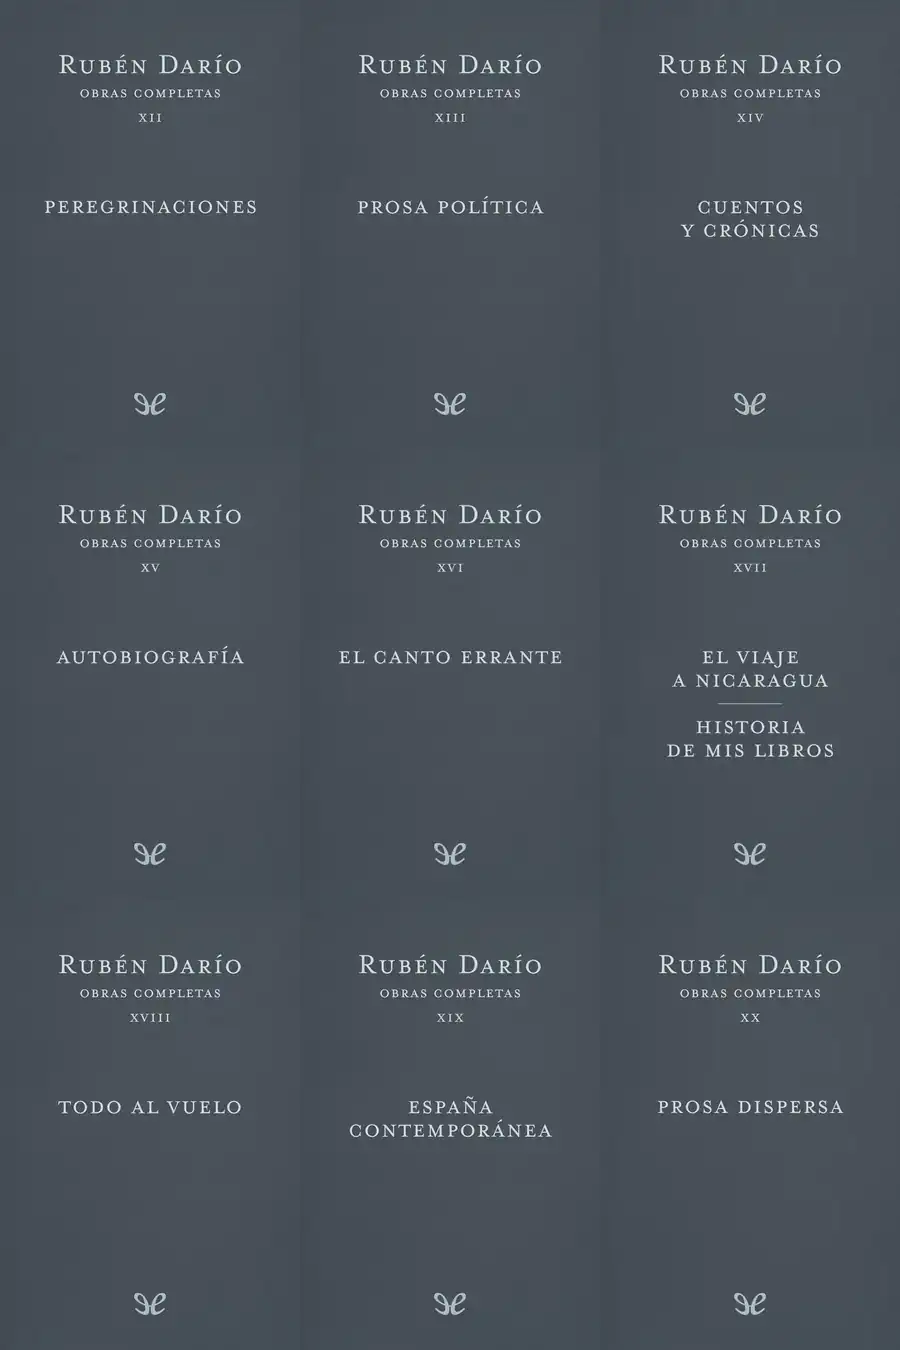 Rubén Darío
OBRAS COMPLETAS
XII
PEREGRINACIONES
Rubén Darío
OBRAS COMPLETAS
XIII
PROSA POLÍTICA
Rubén Darío
OBRAS COMPLETAS
XIV
CUENTOS
Y CRÓNICAS
Rubén Darío
OBRAS COMPLETAS
XV
AUTOBIOGRAFÍA
Rubén Darío
OBRAS COMPLETAS
XVI
EL CANTO ERRANTE
Rubén Darío
OBRAS COMPLETAS
XVII
EL VIAJE
A NICARAGUA
HISTORIA
DE MIS LIBROS
Rubén Darío
OBRAS COMPLETAS
XVIII
TODO AL VUELO
Rubén Darío
OBRAS COMPLETAS
XIX
ESPAÑA
CONTEMPORÁNEA
Rubén Darío
OBRAS COMPLETAS
XX
PROSA DISPERSA